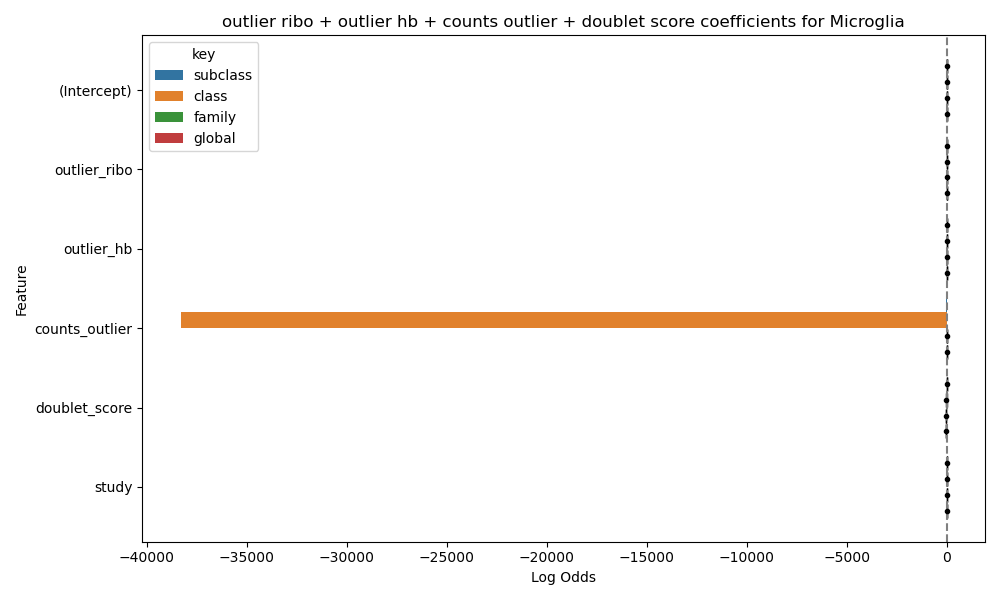 outlier ribo + outlier hb + counts outlier + doublet score coefficients for Microglia
key
subclass
class
family
global
Feature
(Intercept)
outlier_ribo
outlier_hb
counts_outlier
doublet_score
study
−40000 −35000 −30000 −25000 −20000 −15000 −10000 −5000 0
Log Odds